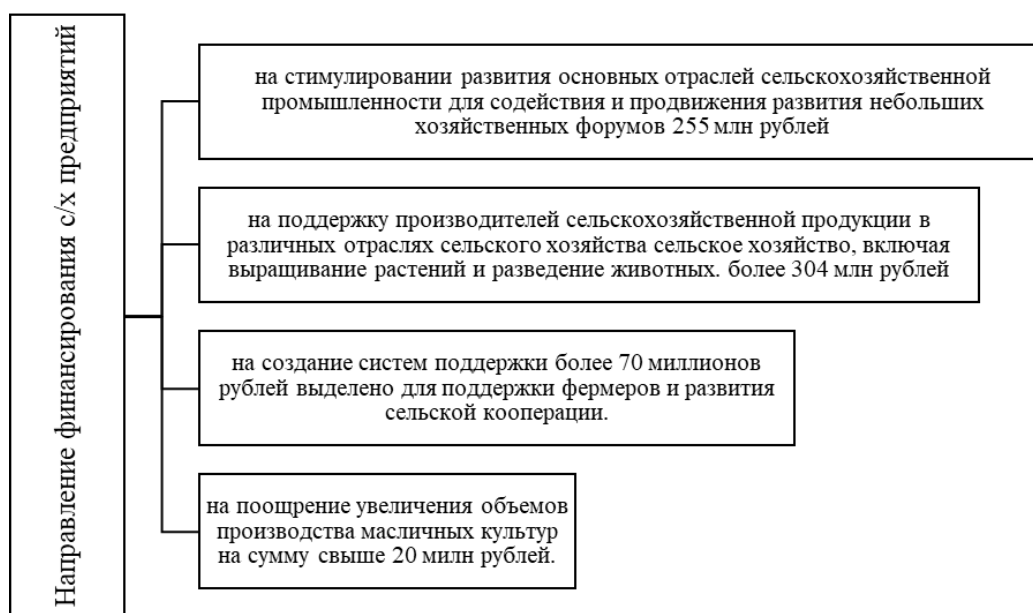 Направление финансирования с/х предприятий
на стимулировании развития основных отраслей сельскохозяйственной
промышленности для содействия и продвижения развития небольших
хозяйственных форумов 255 млн рублей
на поддержку производителей сельскохозяйственной продукции в
различных отраслях сельского хозяйства сельское хозяйство, включая
выращивание растений и разведение животных. более 304 млн рублей
на создание систем поддержки более 70 миллионов
рублей выделено для поддержки фермеров и развития
сельской кооперации.
на поощрение увеличения объемов
производства масличных культур
на сумму свыше 20 милн рублей.